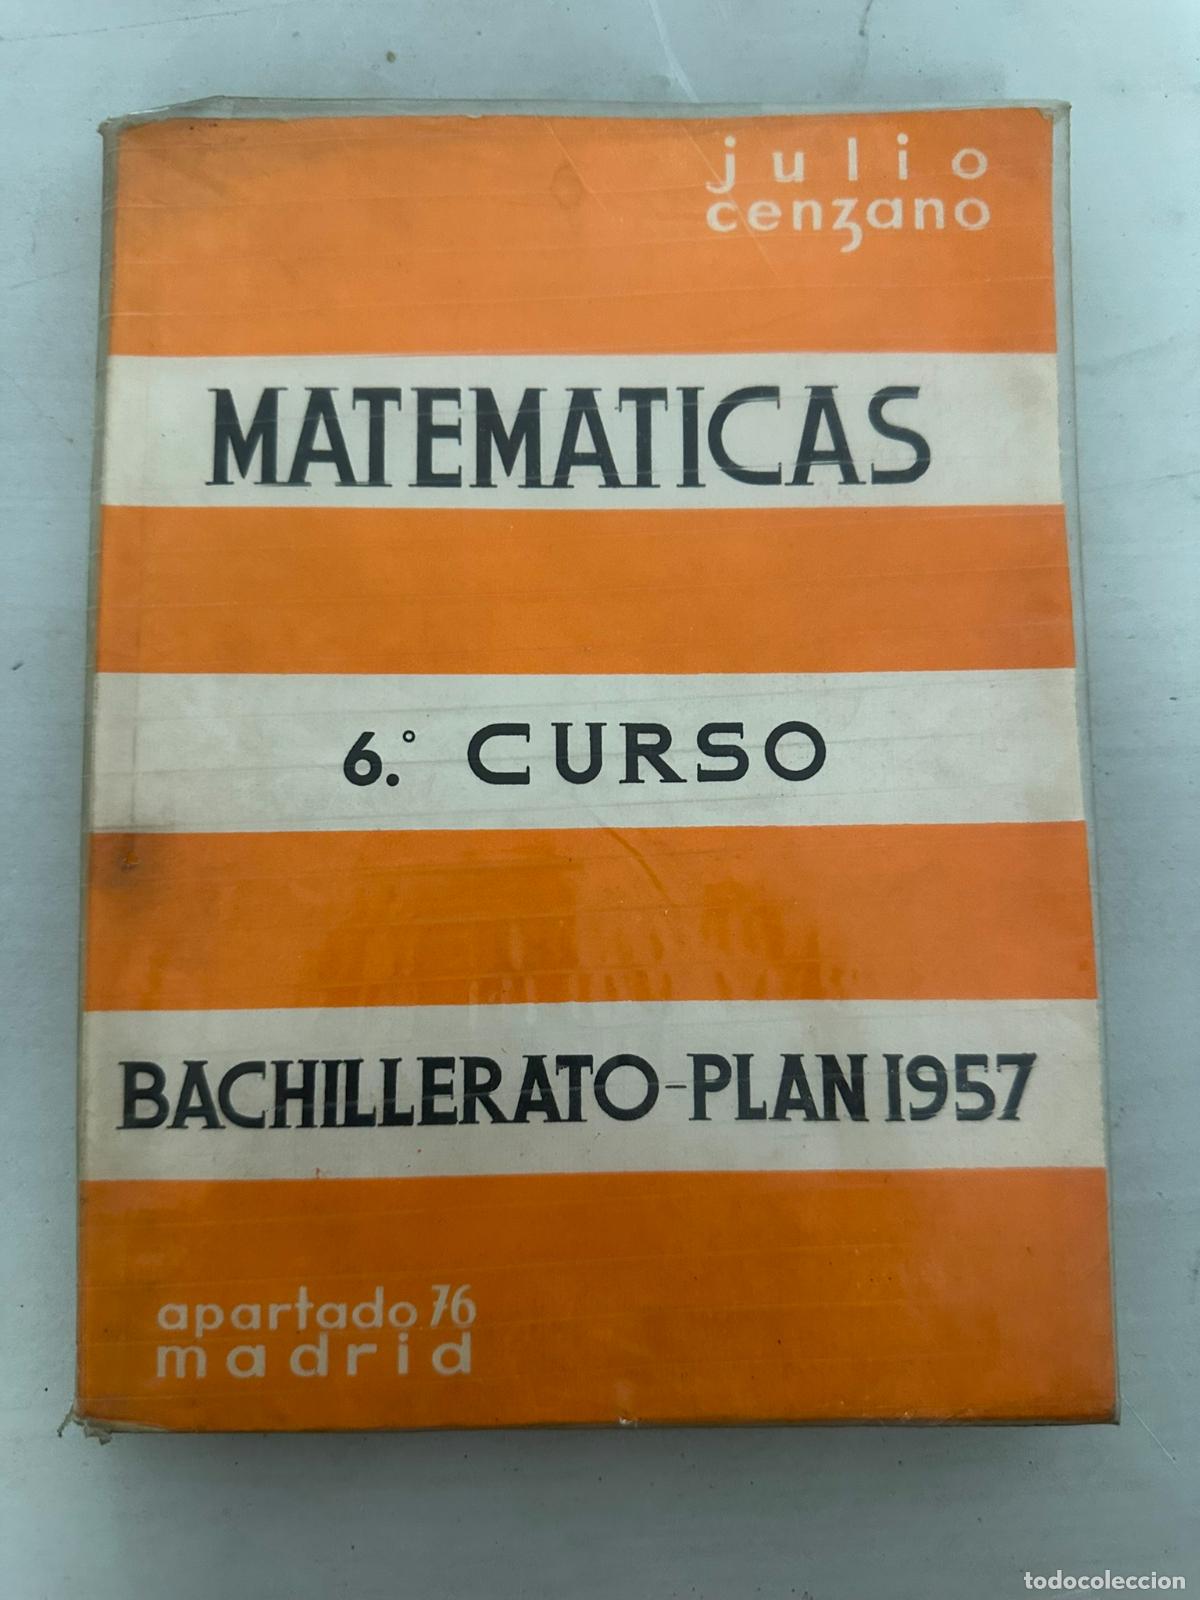 julio
cenzano
MATEMATICAS
6.º CURSO
BACHILLERATO-PLAN 1957
apartado 76
madrid
todocoleccion